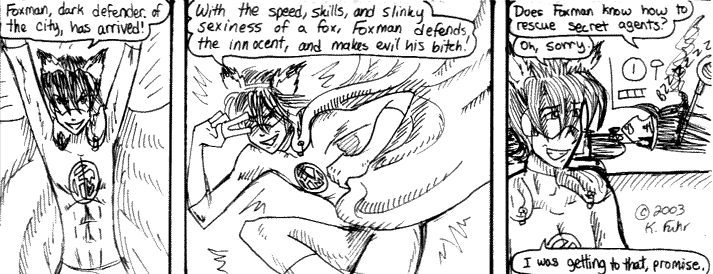 Foxman, dark defender of
the city, has arrived!
With the speed, skills, and slinky
sexiness of a fox, Foxman defends
the innocent, and makes evil his bitch!
Does Foxman know how to
rescue secret agents?
Oh, sorry.
© 2003
K. Fuhr
I was getting to that, promise.